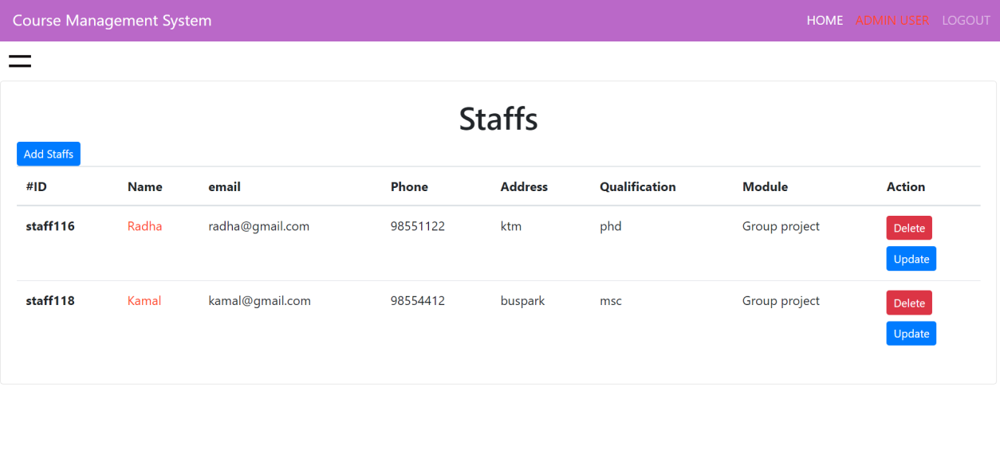 Course Management System HOME ADMIN USER LOGOUT
Staffs
Add Staffs
#ID Name email Phone Address Qualification Module Action
staff116 Radha radha@gmail.com 98551122 ktm phd Group project Delete
Update
staff118 Kamal kamal@gmail.com 98554412 buspark msc Group project Delete
Update